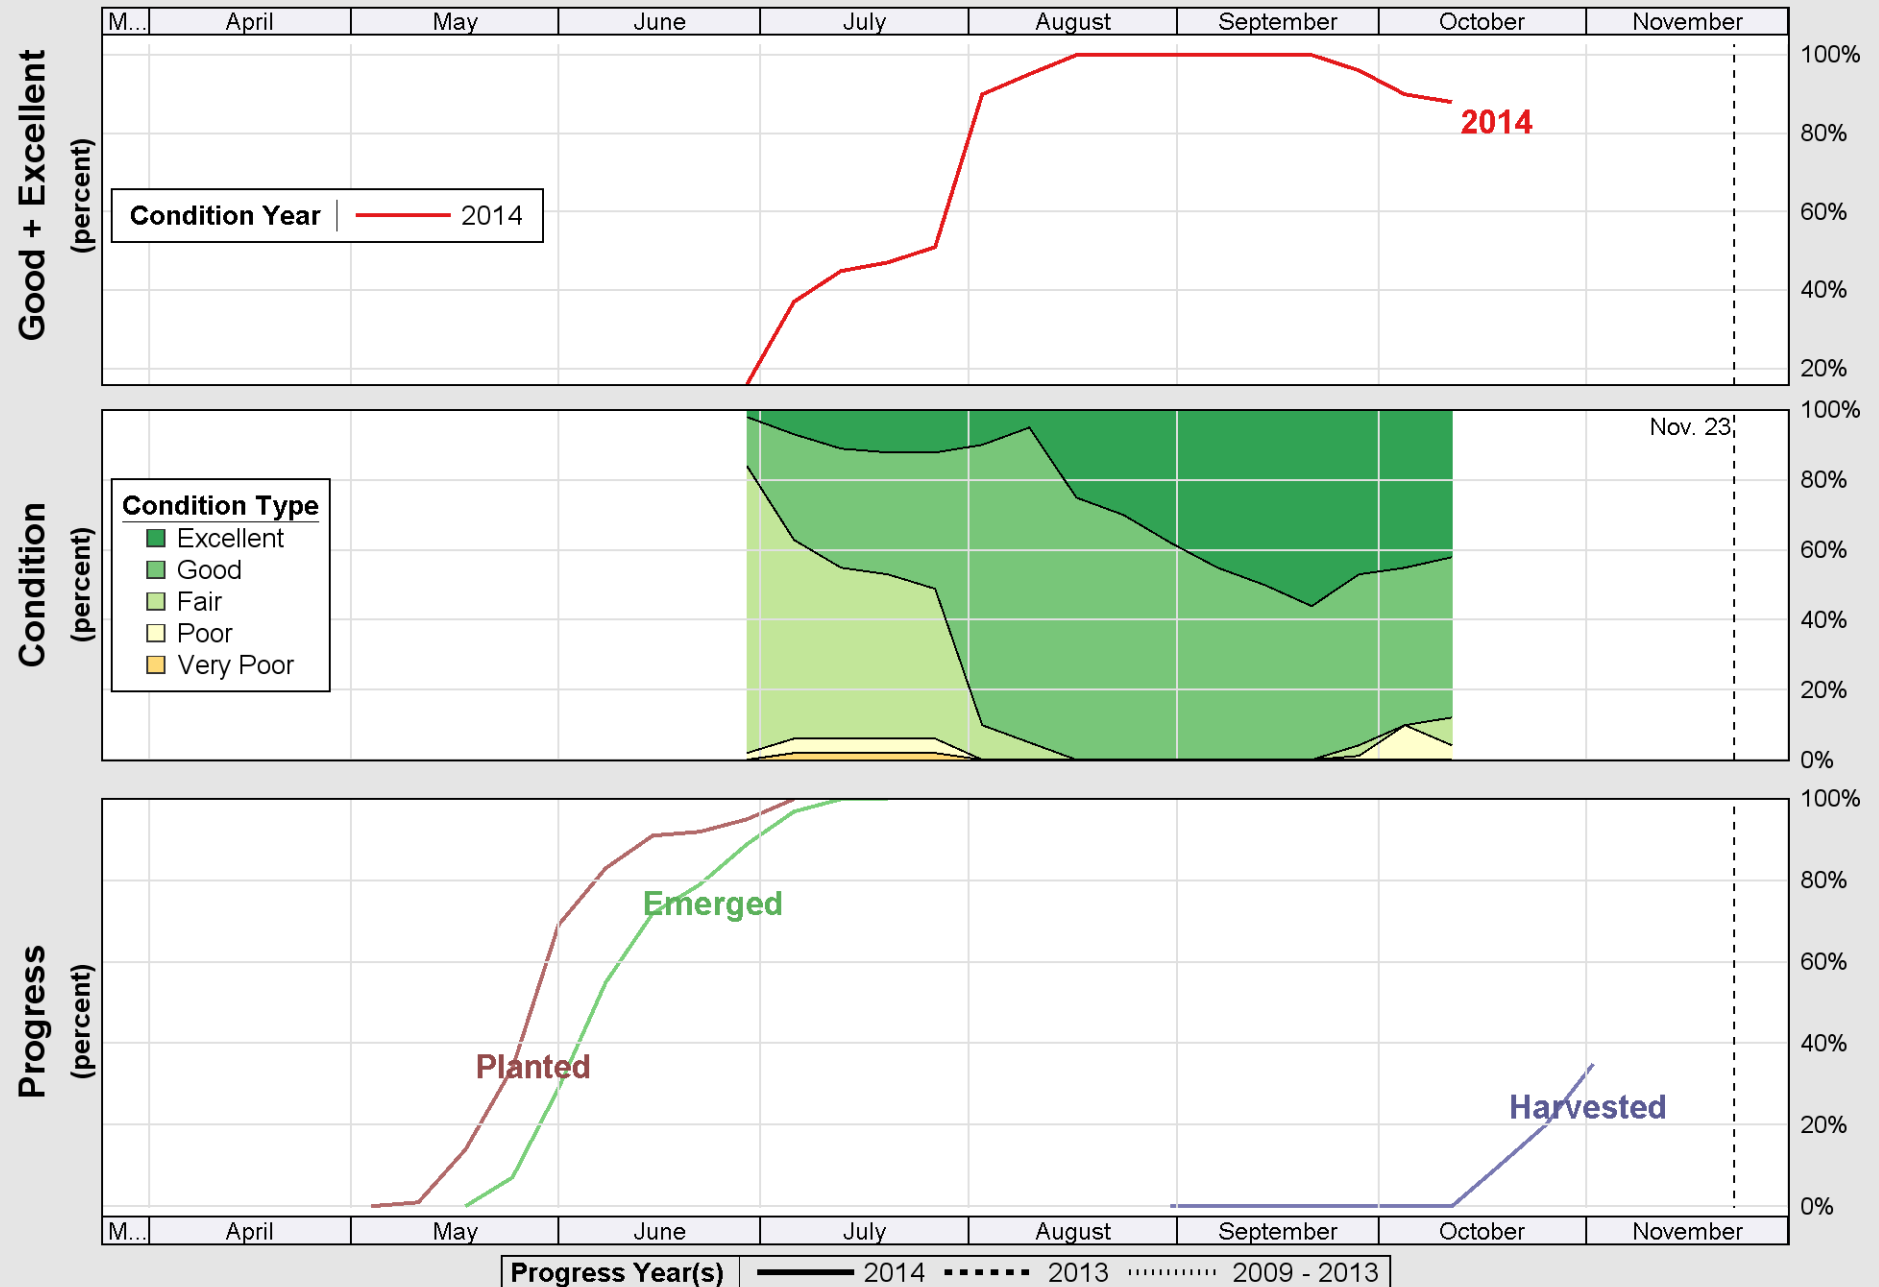 M... April May June July August September October November
Good + Excellent
(percent)
100%
80%
60%
40%
20%
2014
Condition Year 2014
Condition
(percent)
100%
80%
60%
40%
20%
0%
Nov. 23
Condition Type
Excellent
Good
Fair
Poor
Very Poor
Progress
(percent)
100%
80%
60%
40%
20%
0%
Emerged
Planted
Harvested
M... April May June July August September October November
Progress Year(s) 2014 2013 2009 - 2013